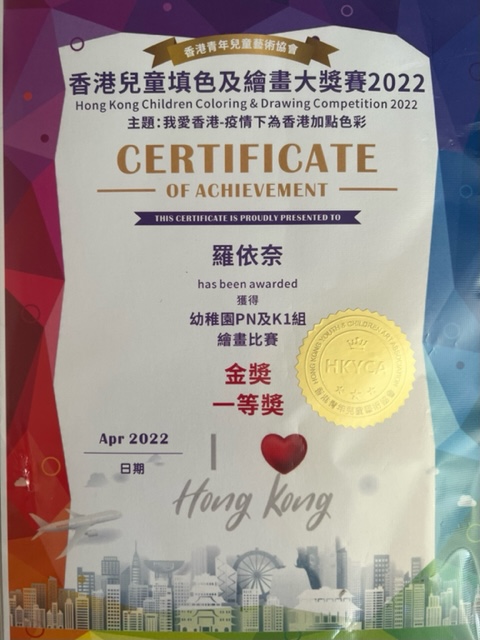 香港青年兒童藝術協會
香港兒童填色及繪畫大獎賽2022
Hong Kong Children Coloring & Drawing Competition 2022
主題：我愛香港-疫情下為香港加點色彩
CERTIFICATE
OF ACHIEVEMENT
THIS CERTIFICATE IS PROUDLY PRESENTED TO
羅依奈
has been awarded
獲得
幼稚園PN及K1組
繪畫比賽
金獎
一等獎
HKYCA
Apr 2022
日期
I
Hong Kong